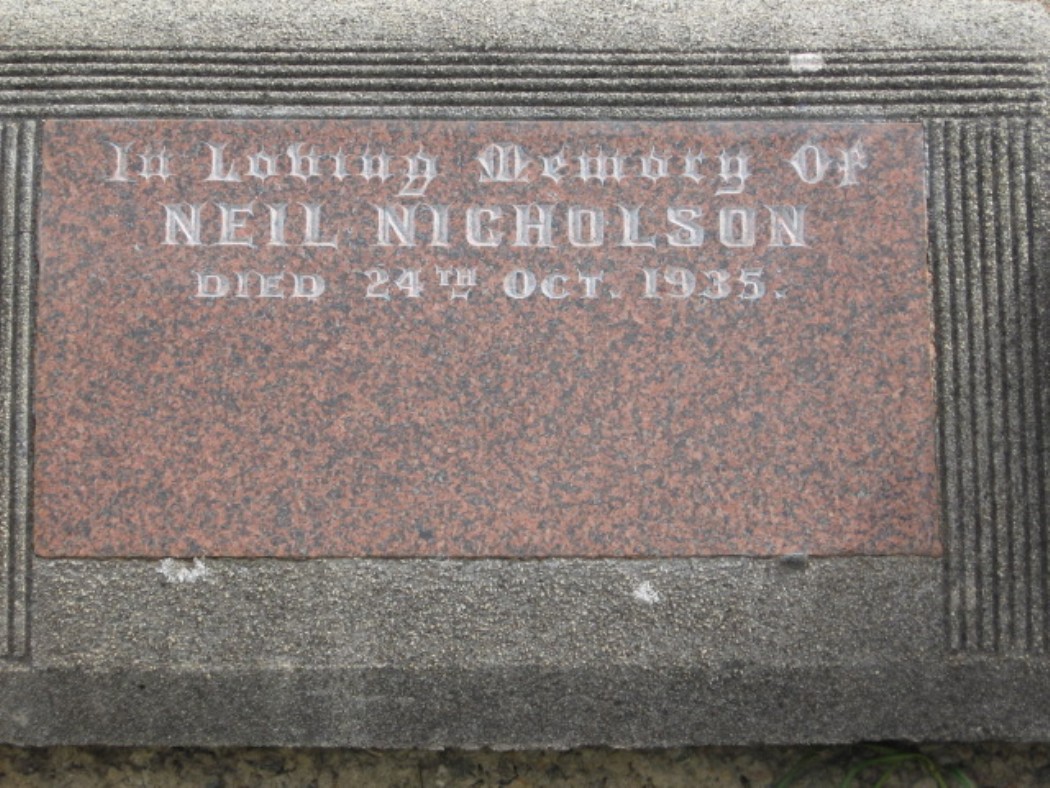 In Loving Memory Of
NEIL NICHOLSON
DIED 24TH OCT. 1935.